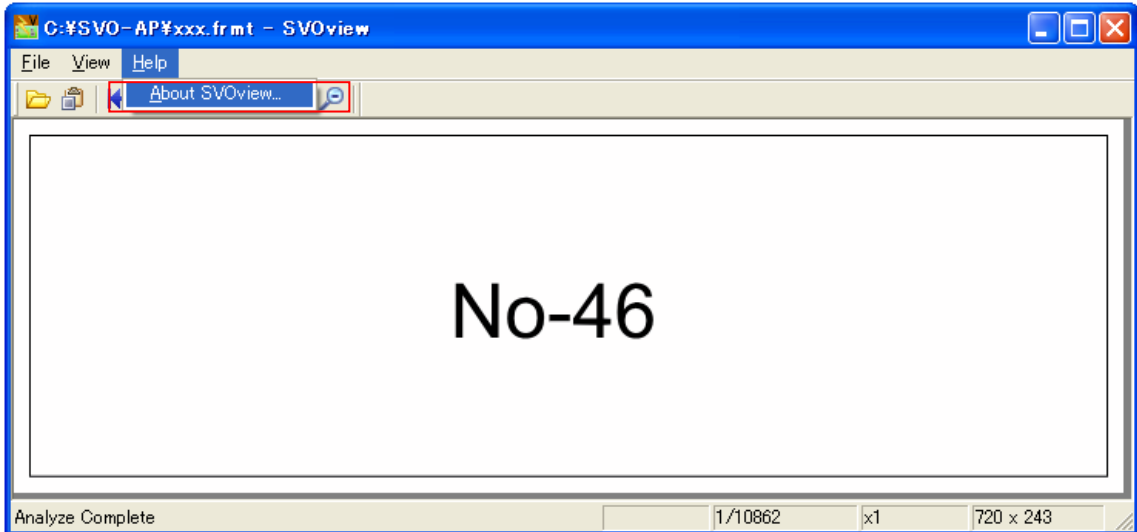 C:¥SVO-AP¥xxx.frmt - SVOview
File View Help
About SVOview...
No-46
Analyze Complete 1/10862 x1 720 x 243